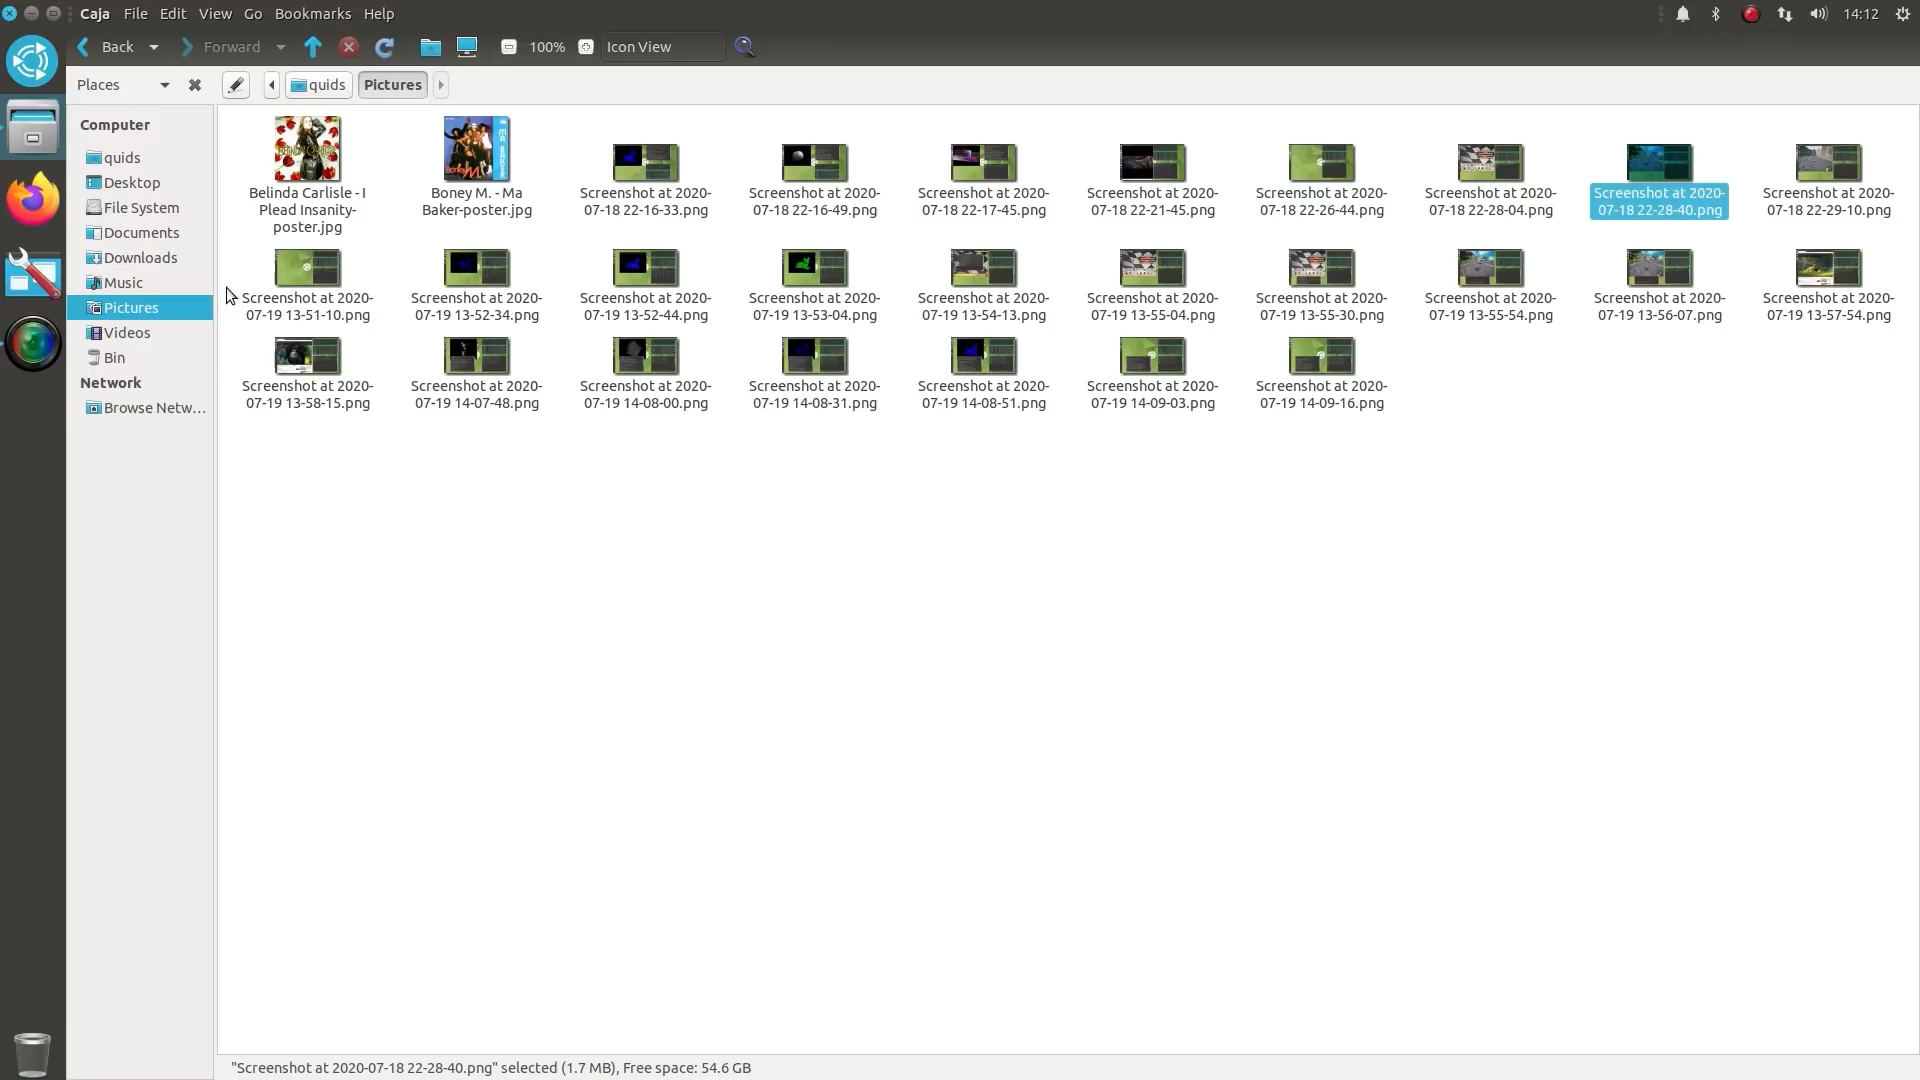 Caja File Edit View Go Bookmarks Help 14:12
Back Forward 100% Icon View
Places quids Pictures
Computer
quids
Desktop
File System
Documents
Downloads
Music
Pictures
Videos
Bin
Network
Browse Netw...
Belinda Carlisle - I
Plead Insanity-
poster.jpg
Boney M. - Ma
Baker-poster.jpg
Screenshot at 2020-
07-18 22-16-33.png
Screenshot at 2020-
07-18 22-16-49.png
Screenshot at 2020-
07-18 22-17-45.png
Screenshot at 2020-
07-18 22-21-45.png
Screenshot at 2020-
07-18 22-26-44.png
Screenshot at 2020-
07-18 22-28-04.png
Screenshot at 2020-
07-18 22-28-40.png
Screenshot at 2020-
07-18 22-29-10.png
Screenshot at 2020-
07-19 13-51-10.png
Screenshot at 2020-
07-19 13-52-34.png
Screenshot at 2020-
07-19 13-52-44.png
Screenshot at 2020-
07-19 13-53-04.png
Screenshot at 2020-
07-19 13-54-13.png
Screenshot at 2020-
07-19 13-55-04.png
Screenshot at 2020-
07-19 13-55-30.png
Screenshot at 2020-
07-19 13-55-54.png
Screenshot at 2020-
07-19 13-56-07.png
Screenshot at 2020-
07-19 13-57-54.png
Screenshot at 2020-
07-19 13-58-15.png
Screenshot at 2020-
07-19 14-07-48.png
Screenshot at 2020-
07-19 14-08-00.png
Screenshot at 2020-
07-19 14-08-31.png
Screenshot at 2020-
07-19 14-08-51.png
Screenshot at 2020-
07-19 14-09-03.png
Screenshot at 2020-
07-19 14-09-16.png
"Screenshot at 2020-07-18 22-28-40.png" selected (1.7 MB), Free space: 54.6 GB